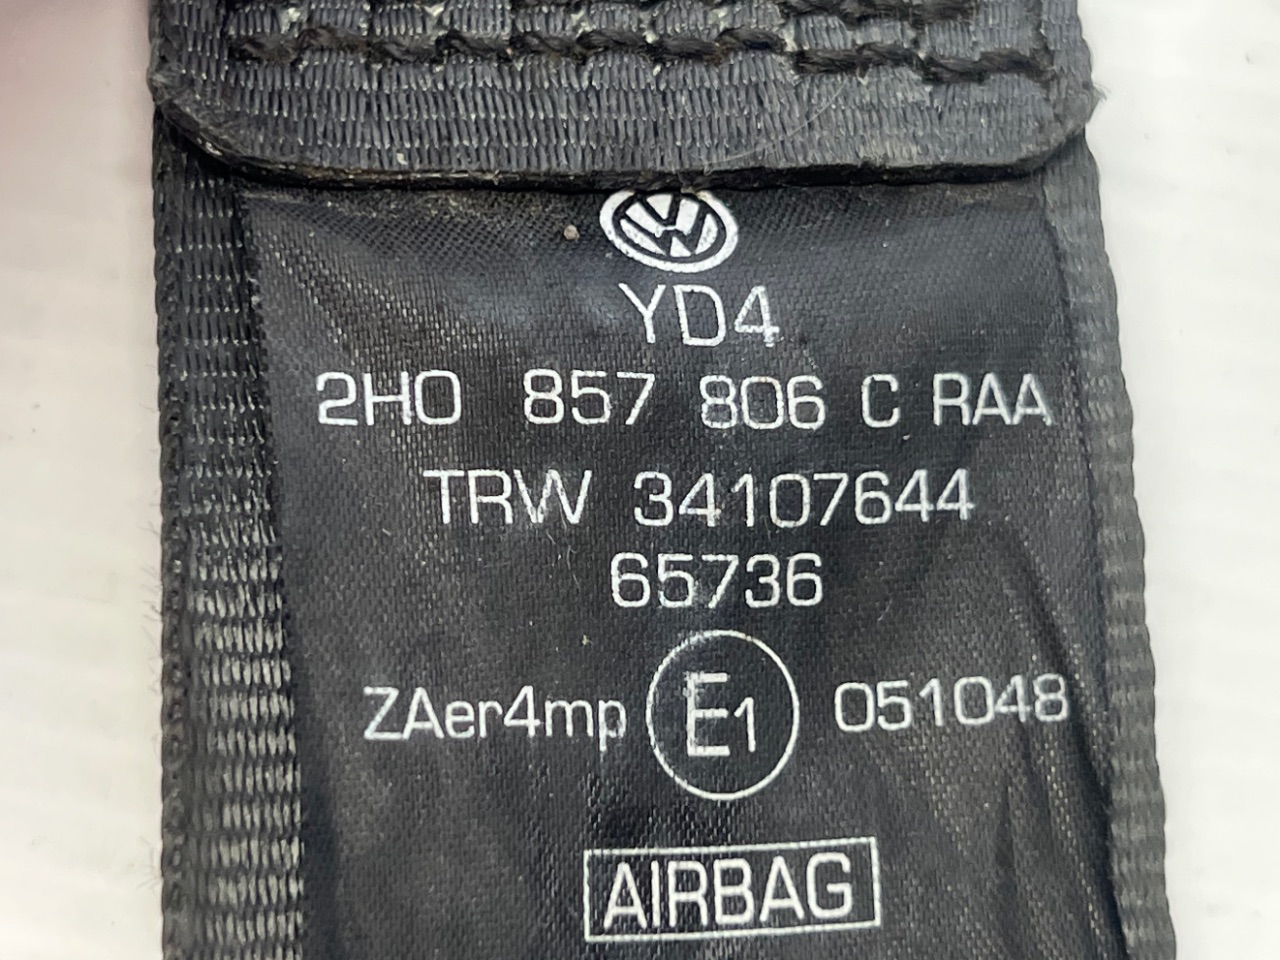 YD4
2H0 857 806 C RAA
TRW 34107644
65736
ZAer4mp E1 051048
AIRBAG